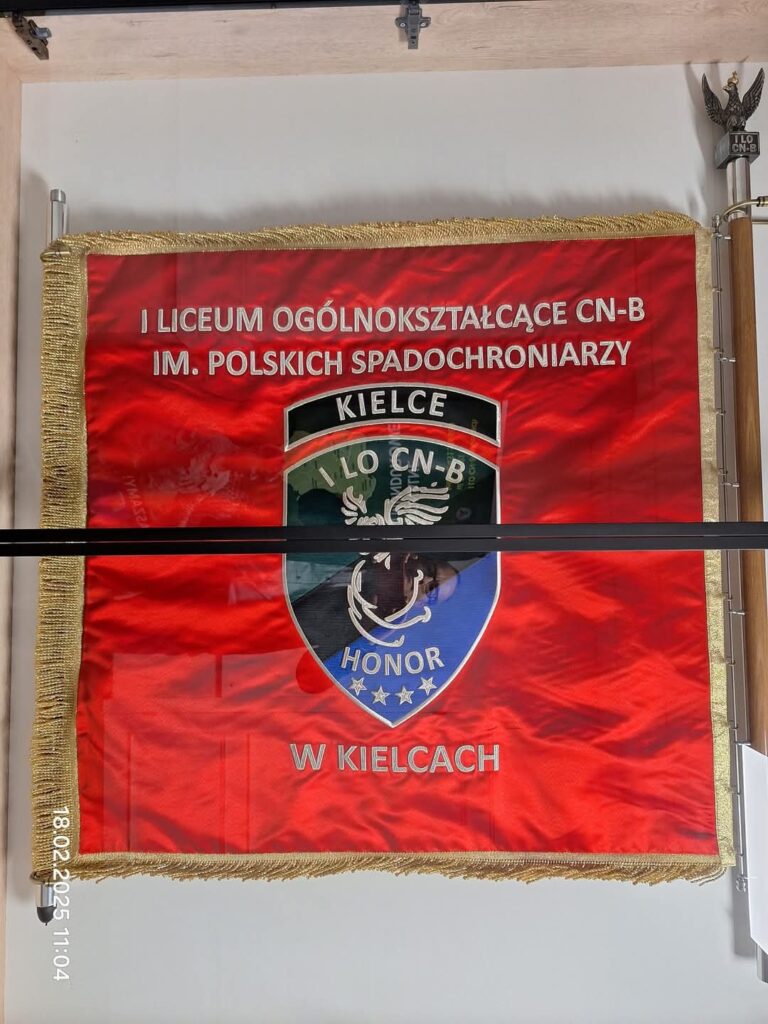 I LO
CN-B
I LICEUM OGÓLNOKSZTAŁCĄCE CN-B
IM. POLSKICH SPADOCHRONIARZY
KIELCE
I LO CN-B
HONOR
W KIELCACH
18.02.2025 11:04